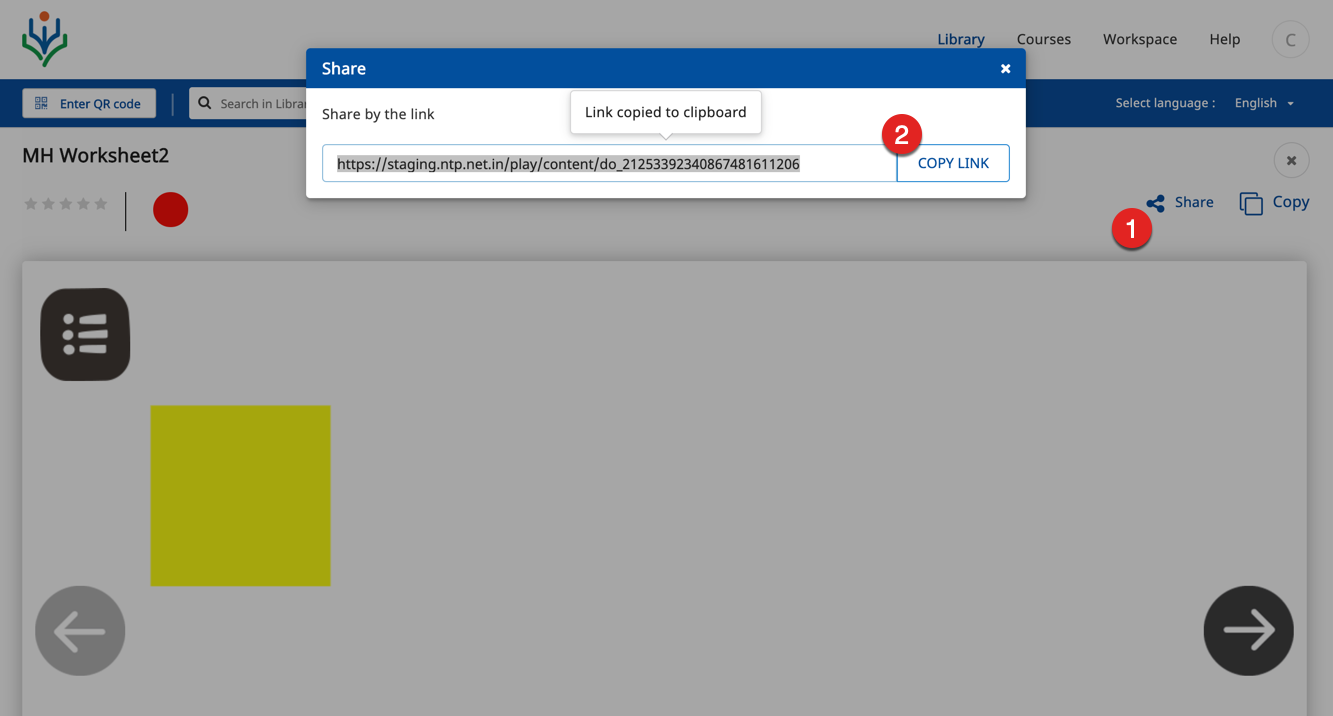 Library Courses Workspace Help C
Share
Enter QR code
Search in Librar
Select language :
English
Share by the link
Link copied to clipboard
2
https://staging.ntp.net.in/play/content/do_21253392340867481611206
COPY LINK
MH Worksheet2
Share
Copy
1